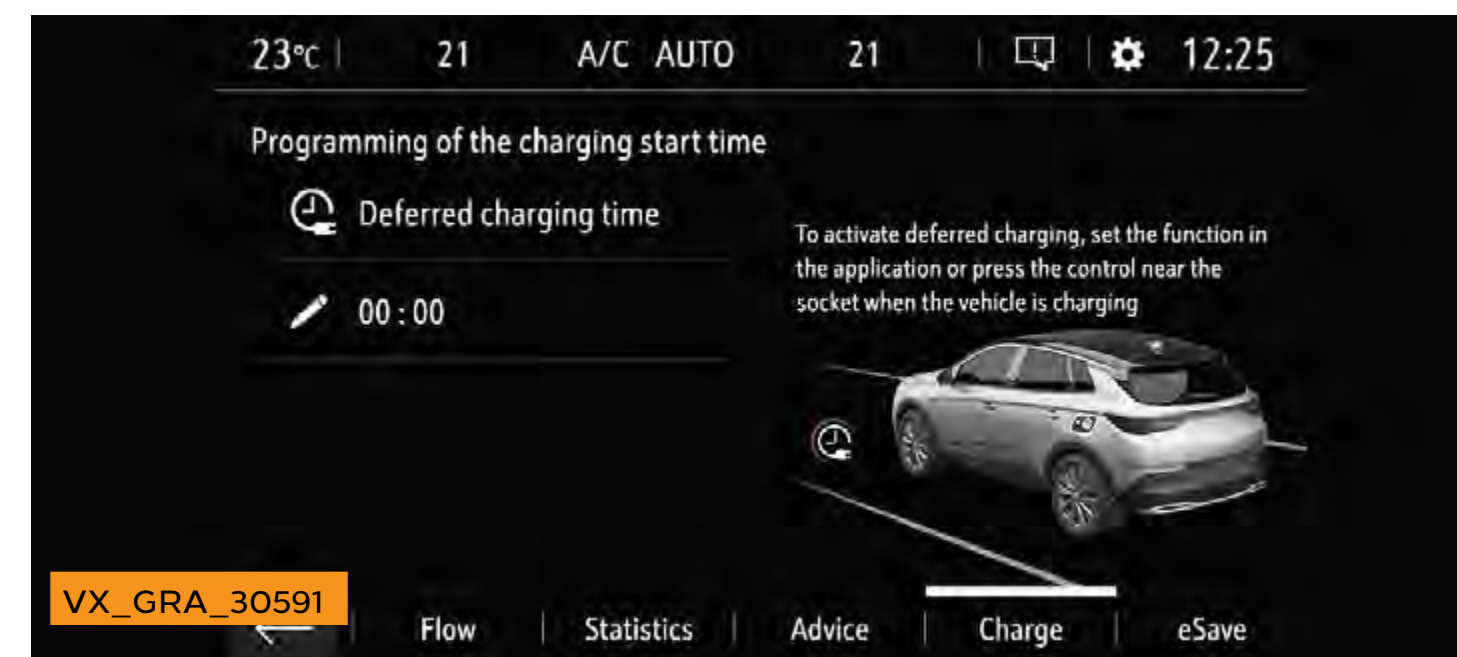 23°C 21 A/C AUTO 21 12:25
Programming of the charging start time
Deferred charging time
00 : 00
To activate deferred charging, set the function in
the application or press the control near the
socket when the vehicle is charging
VX_GRA_30591
Flow Statistics Advice Charge eSave